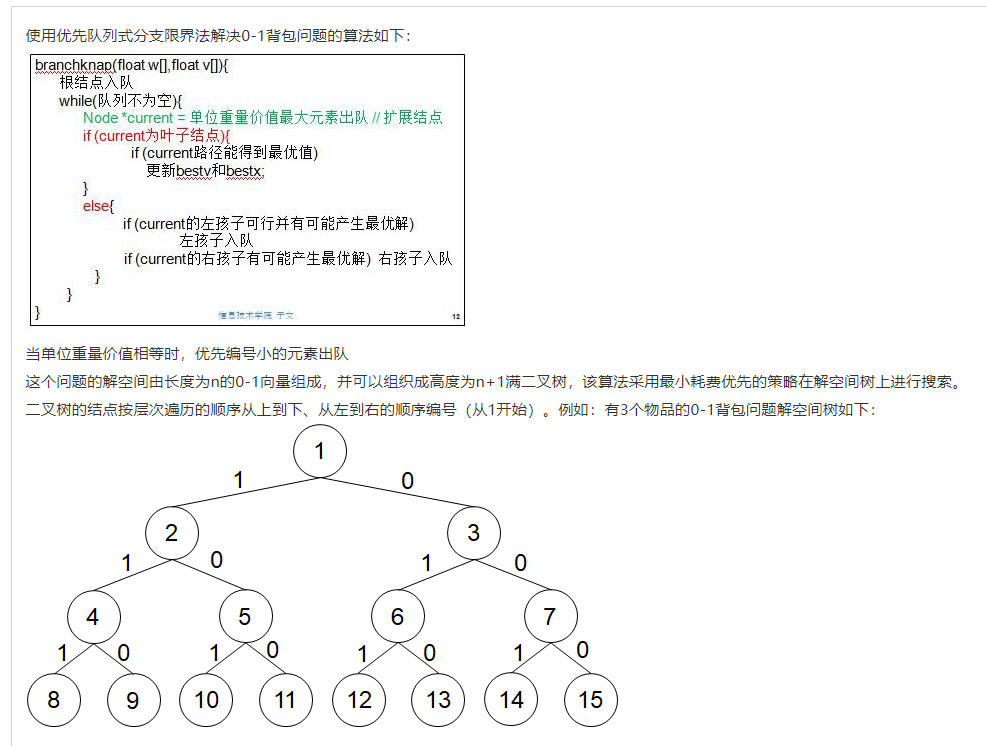 使用优先队列式分支限界法解决0-1背包问题的算法如下:
branchknap(float w[],float v[]){
根结点入队
while(队列不为空){
Node *current = 单位重量价值最大元素出队 // 扩展结点
if (current为叶子结点){
if (current路径能得到最优值)
更新bestv和bestx;
}
else{
if (current的左孩子可行并有可能产生最优解)
左孩子入队
if (current的右孩子有可能产生最优解) 右孩子入队
}
}
}
信息技术学院 于文
12
当单位重量价值相等时，优先编号小的元素出队
这个问题的解空间由长度为n的0-1向量组成，并可以组织成高度为n+1满二叉树，该算法采用最小耗费优先的策略在解空间树上进行搜索。
二叉树的结点按层次遍历的顺序从上到下、从左到右的顺序编号（从1开始）。例如：有3个物品的0-1背包问题解空间树如下：
1
1 0
2 3
1 0 1 0
4 5 6 7
1 0 1 0 1 0 1 0
8 9 10 11 12 13 14 15